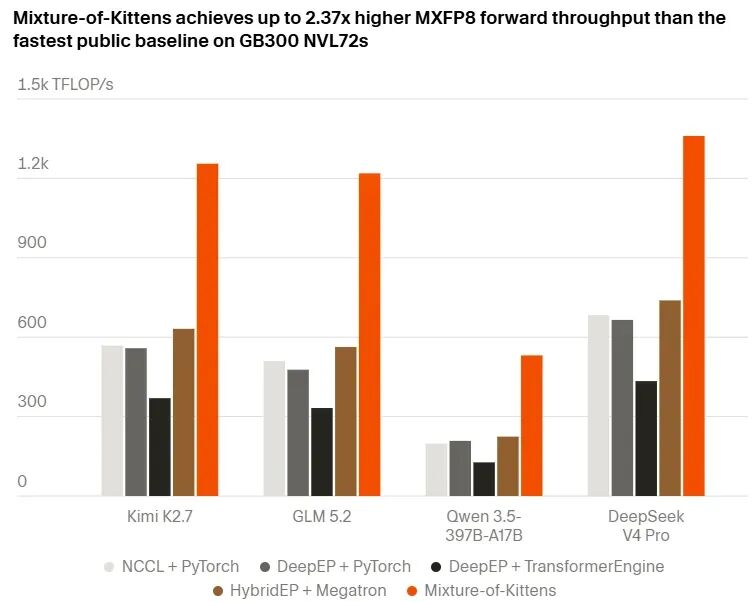 Mixture-of-Kittens achieves up to 2.37x higher MXFP8 forward throughput than the
fastest public baseline on GB300 NVL72s
1.5k TFLOP/s
1.2k
900
600
300
0
Kimi K2.7
GLM 5.2
Qwen 3.5-
397B-A17B
DeepSeek
V4 Pro
NCCL + PyTorch
DeepEP + PyTorch
DeepEP + TransformerEngine
HybridEP + Megatron
Mixture-of-Kittens